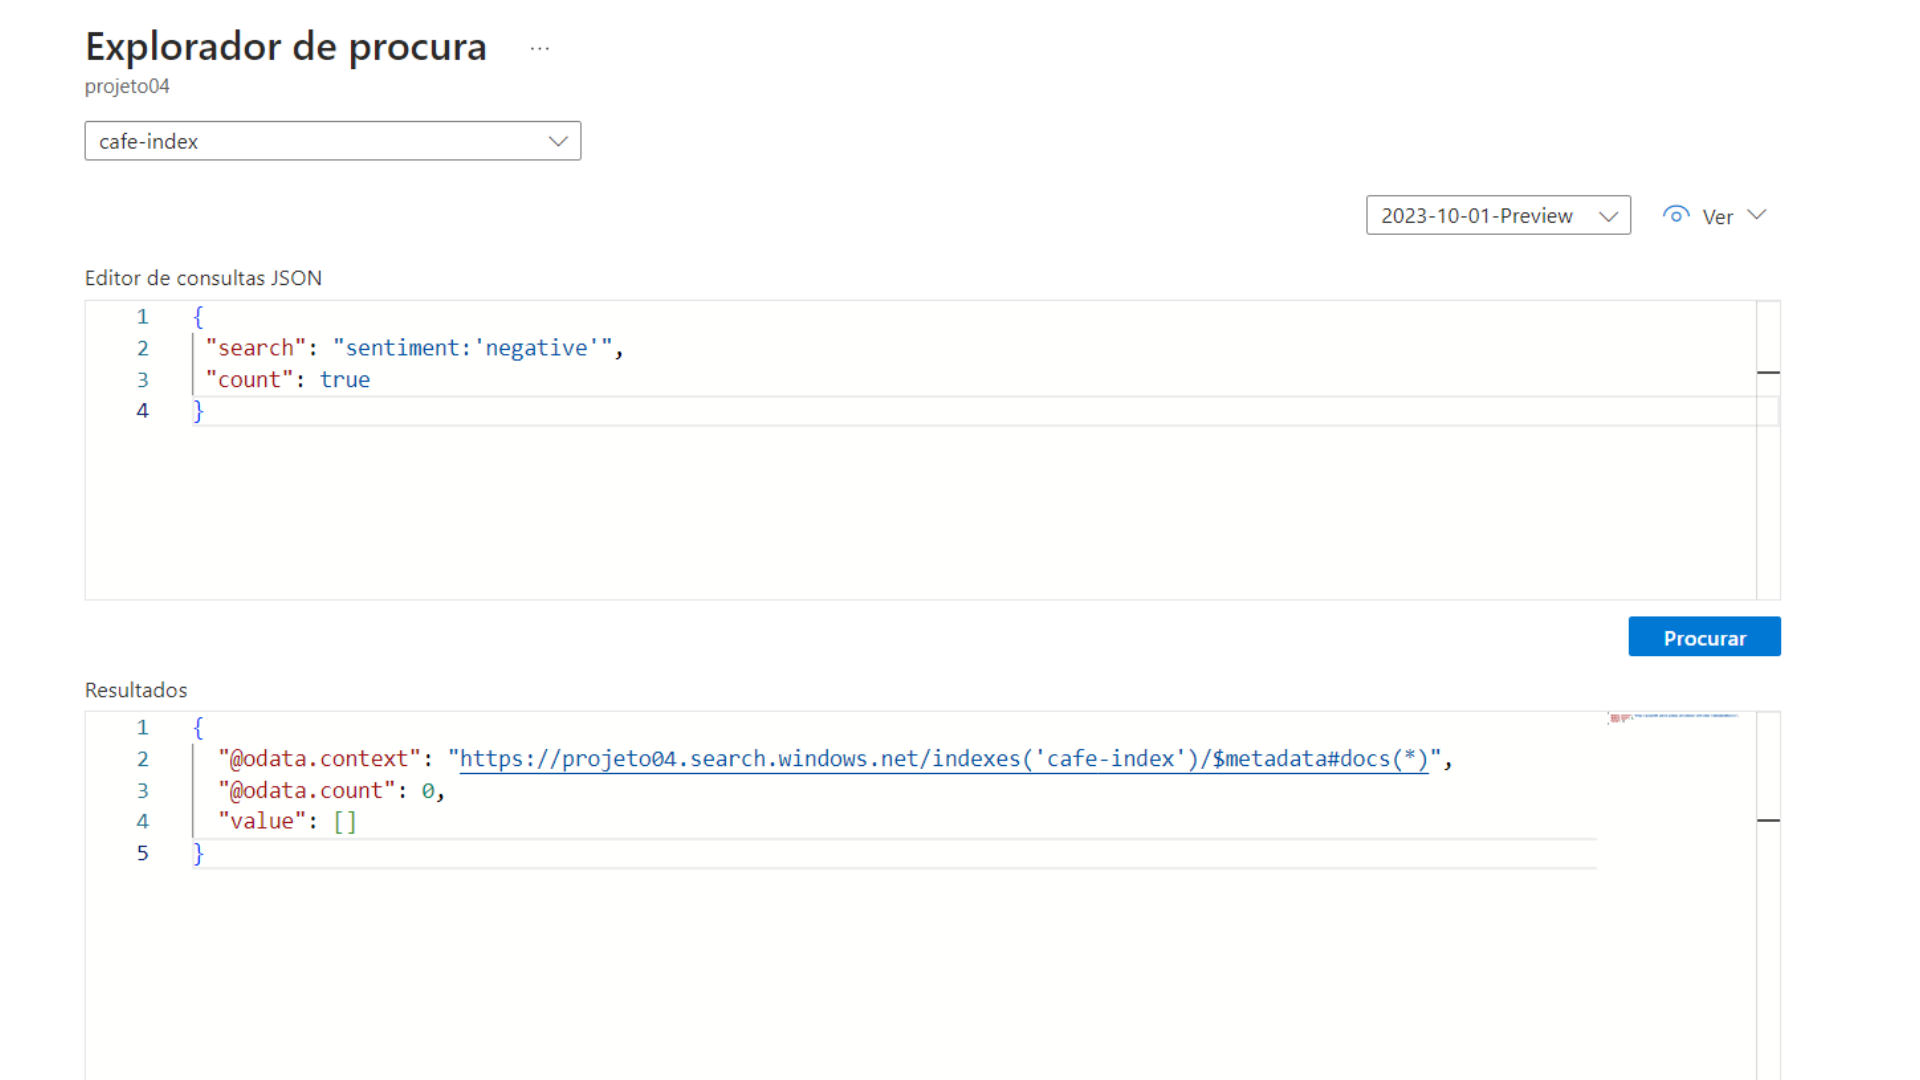 Explorador de procura ...
projeto04
cafe-index
2023-10-01-Preview Ver
Editor de consultas JSON
1 {
2 "search": "sentiment:'negative'",
3 "count": true
4 }
Procurar
Resultados
1 {
2 "@odata.context": "https://projeto04.search.windows.net/indexes('cafe-index')/$metadata#docs(*)",
3 "@odata.count": 0,
4 "value": []
5 }